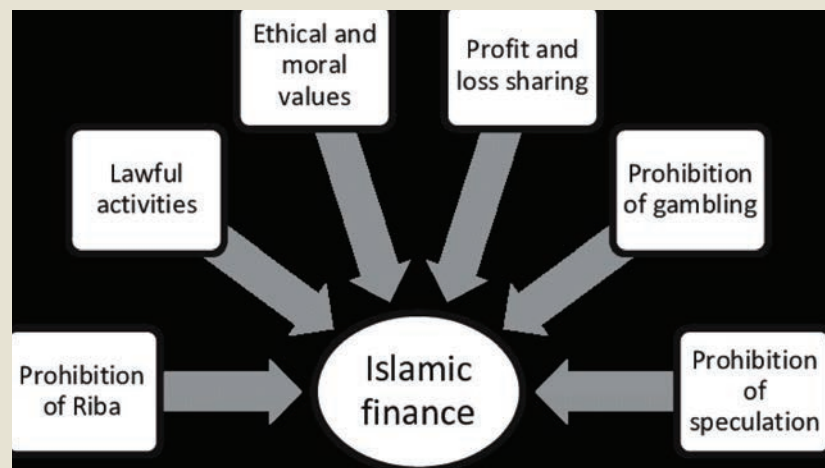 Ethical and
moral
values
Profit and
loss sharing
Lawful
activities
Prohibition
of gambling
Prohibition
of Riba
Islamic
finance
Prohibition
of
speculation